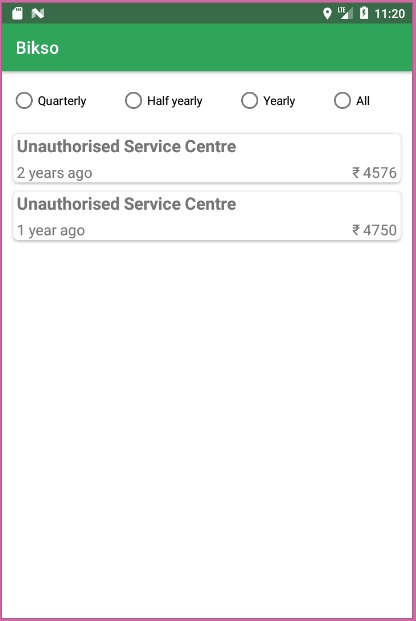 LTE 11:20
Bikso
Quarterly Half yearly Yearly All
Unauthorised Service Centre
2 years ago ₹ 4576
Unauthorised Service Centre
1 year ago ₹ 4750